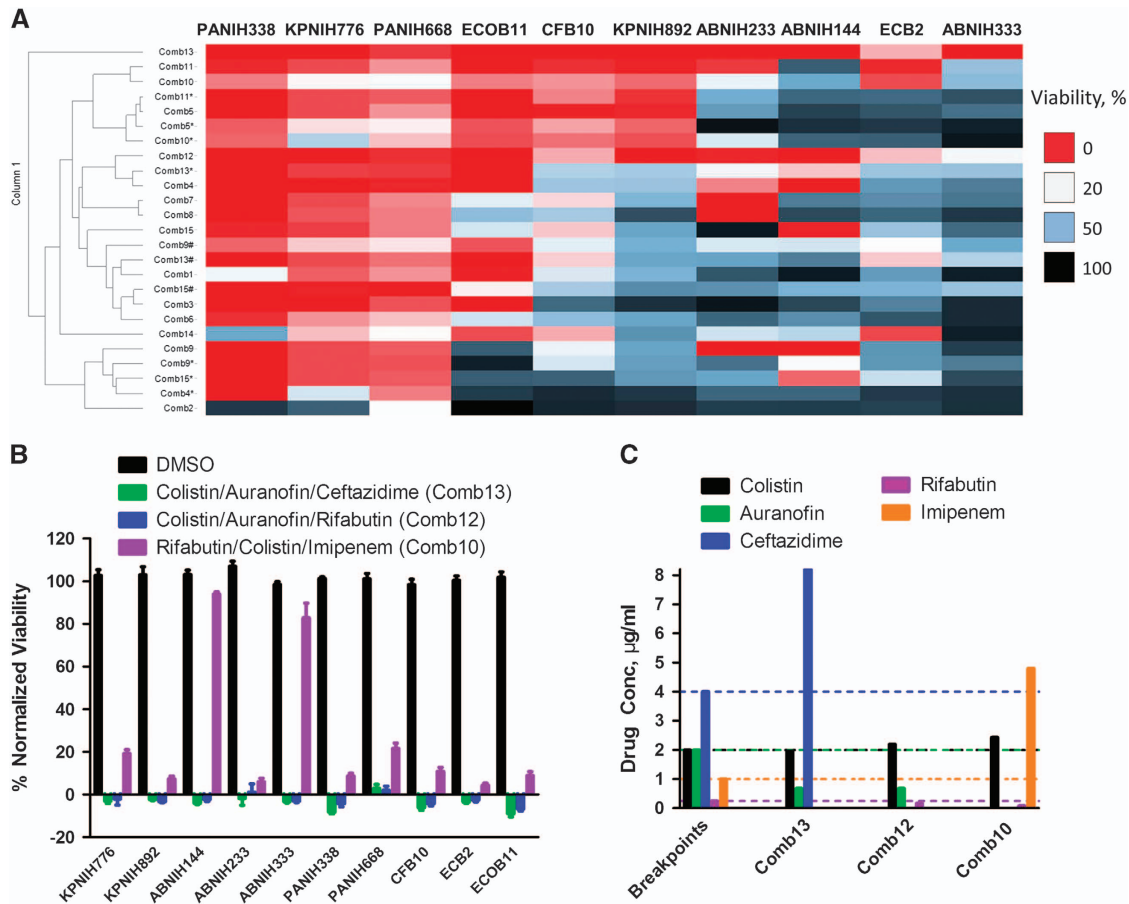 A
PANIH338 KPNIH776 PANIH668 ECOB11 CFB10 KPNIH892 ABNIH233 ABNIH144 ECB2 ABNIH333
Column 1
Comb13
Comb11
Comb10
Comb11*
Comb5
Comb5*
Comb10*
Comb12
Comb13*
Comb4
Comb7
Comb8
Comb15
Comb9#
Comb13#
Comb1
Comb15#
Comb3
Comb6
Comb14
Comb9
Comb9*
Comb15*
Comb4*
Comb2
Viability, %
0
20
50
100
B
DMSO
Colistin/Auranofin/Ceftazidime (Comb13)
Colistin/Auranofin/Rifabutin (Comb12)
Rifabutin/Colistin/Imipenem (Comb10)
% Normalized Viability
120
100
80
60
40
20
0
-20
KPNIH776
KPNIH892
ABNIH144
ABNIH233
ABNIH333
PANIH338
PANIH668
CFB10
ECB2
ECOB11
C
Colistin
Auranofin
Ceftazidime
Rifabutin
Imipenem
Drug Conc, µg/ml
8
7
6
5
4
3
2
1
0
Breakpoints
Comb13
Comb12
Comb10